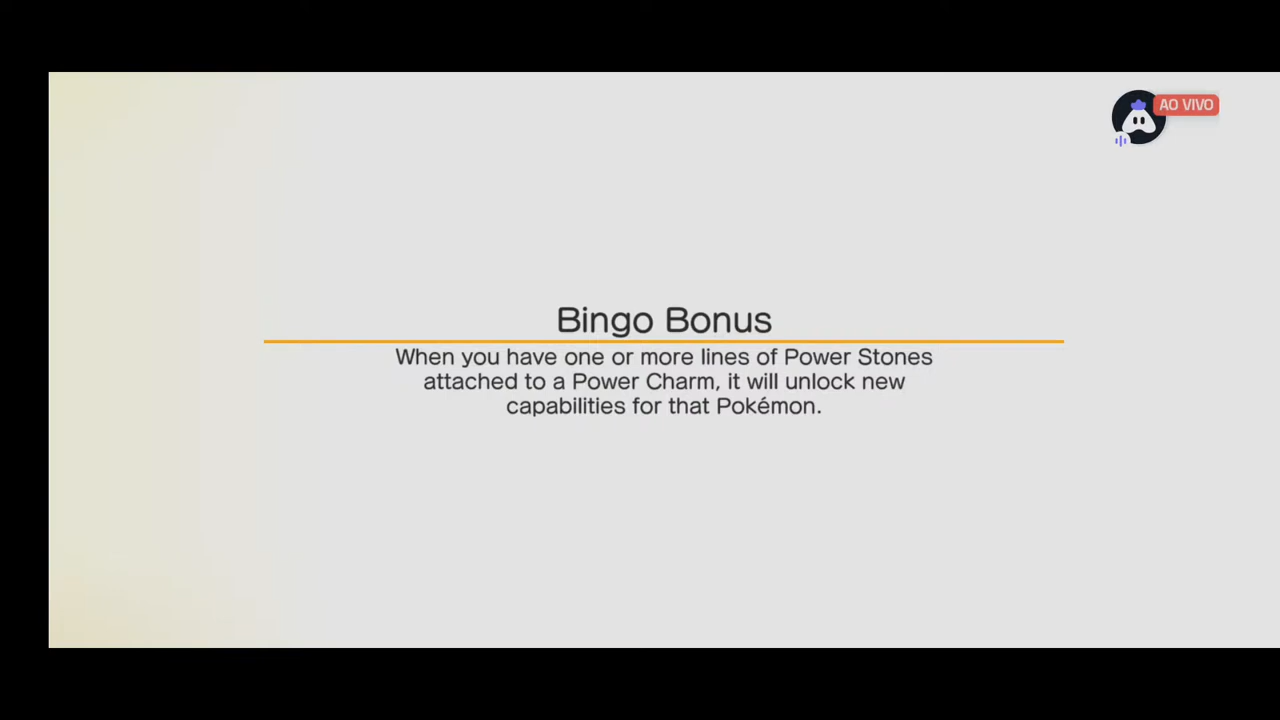 AO VIVO
Bingo Bonus
When you have one or more lines of Power Stones
attached to a Power Charm, it will unlock new
capabilities for that Pokémon.